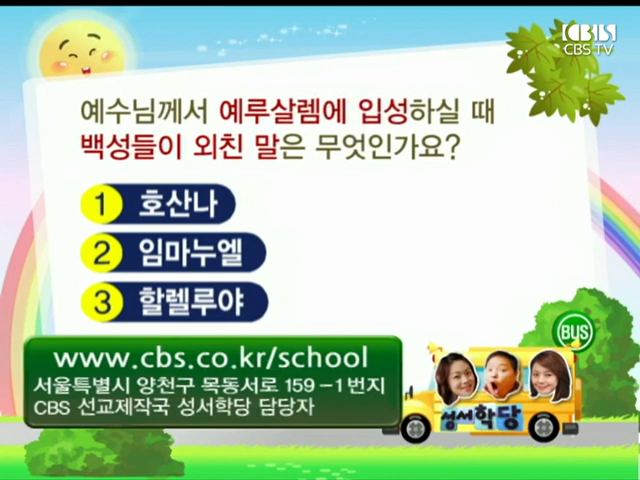 CBS
CBS TV
예수님께서 예루살렘에 입성하실 때
백성들이 외친 말은 무엇인가요?
1 호산나
2 임마누엘
3 할렐루야
BUS
www.cbs.co.kr/school
서울특별시 양천구 목동서로 159-1번지
CBS 선교제작국 성서학당 담당자
성서학당